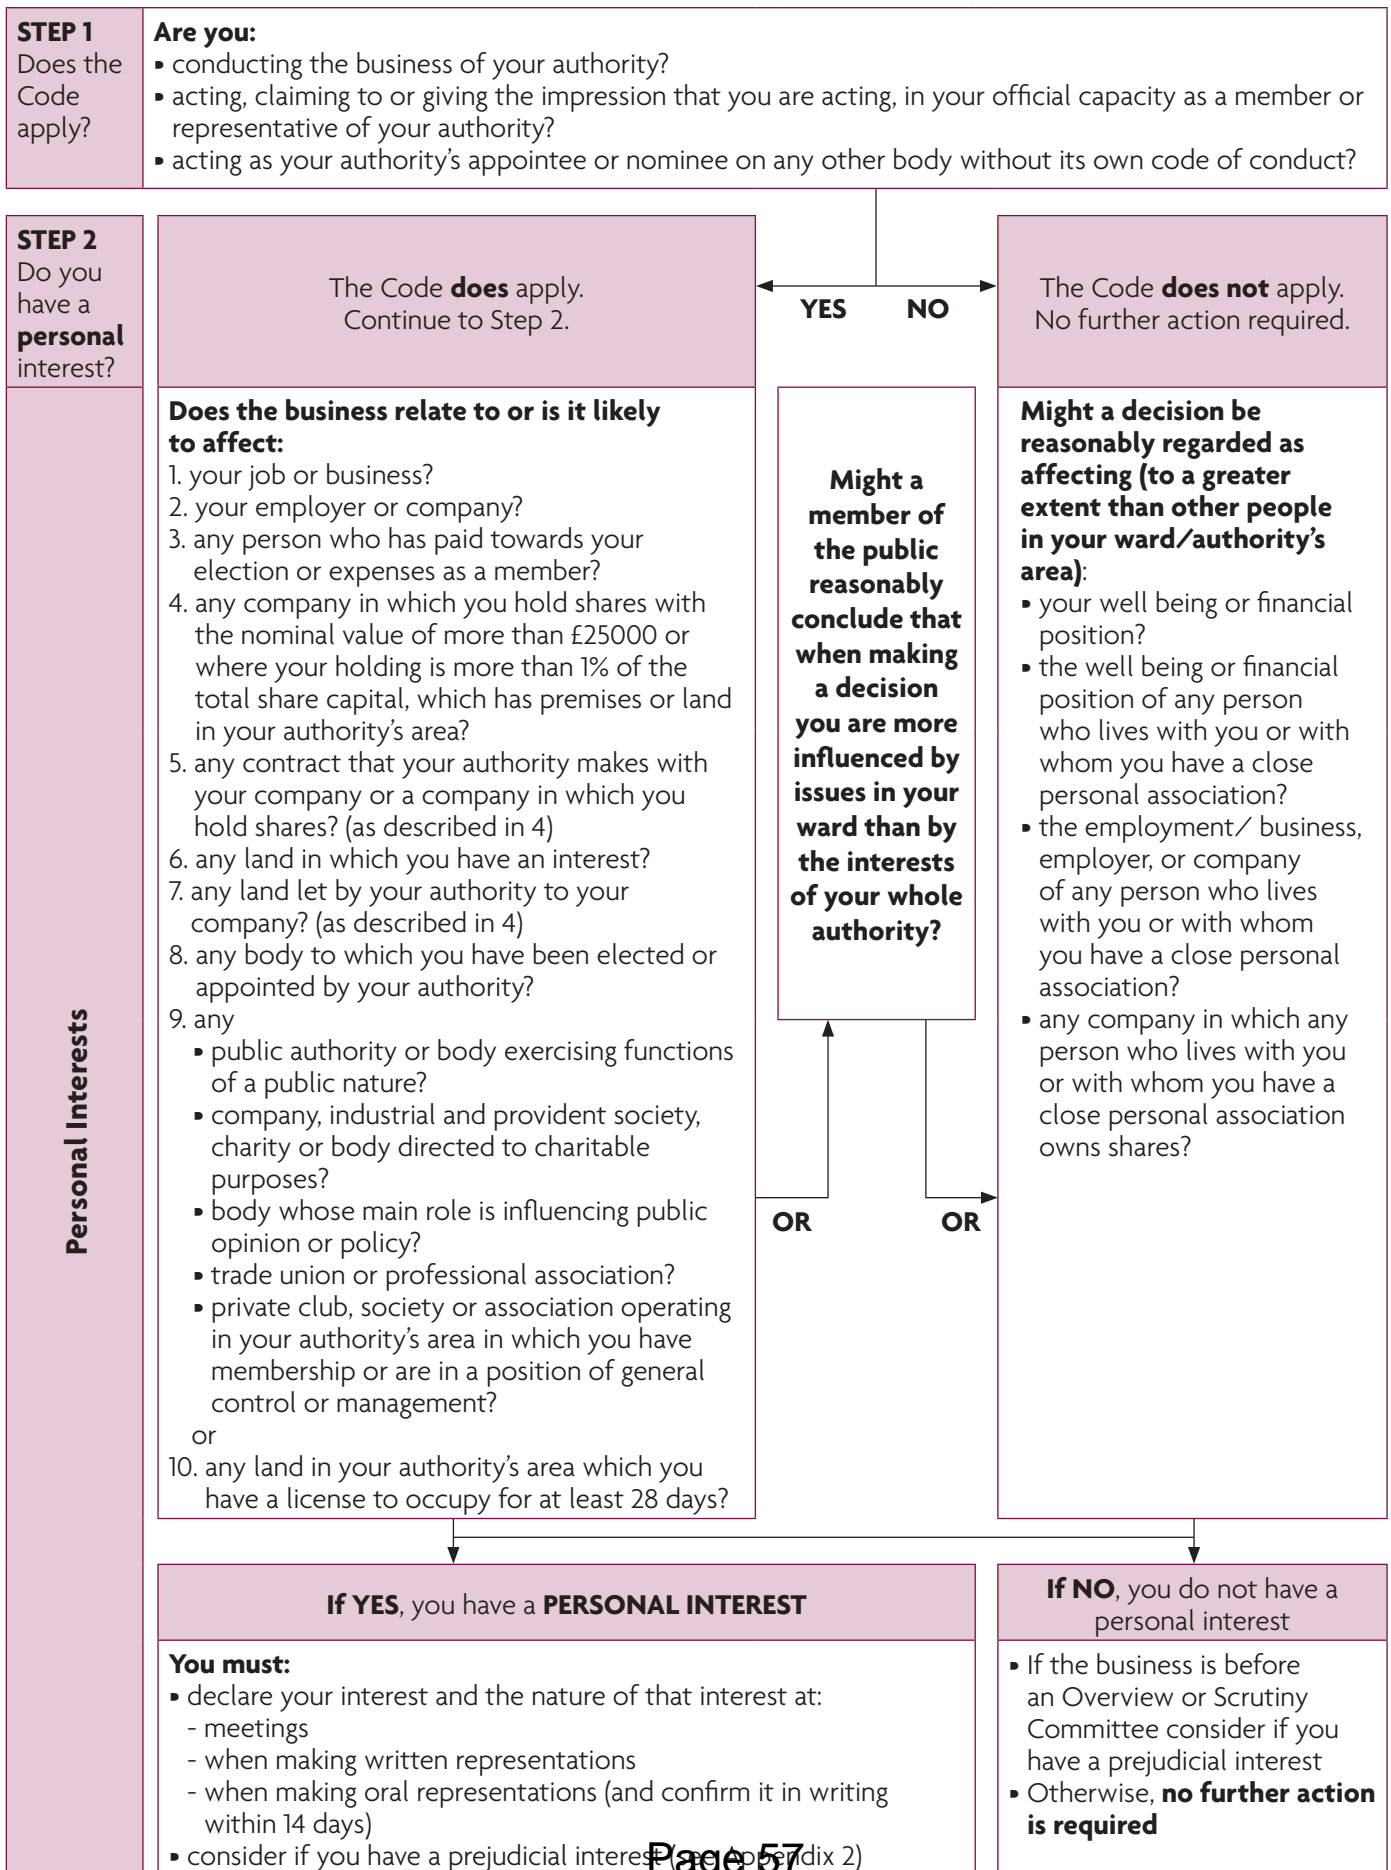 STEP 1
Does the
Code
apply?
Are you:
• conducting the business of your authority?
• acting, claiming to or giving the impression that you are acting, in your official capacity as a member or
representative of your authority?
• acting as your authority’s appointee or nominee on any other body without its own code of conduct?
STEP 2
Do you
have a
personal
interest?
The Code does apply.
Continue to Step 2.
YES
NO
The Code does not apply.
No further action required.
Personal Interests
Does the business relate to or is it likely
to affect:
1. your job or business?
2. your employer or company?
3. any person who has paid towards your
election or expenses as a member?
4. any company in which you hold shares with
the nominal value of more than £25000 or
where your holding is more than 1% of the
total share capital, which has premises or land
in your authority’s area?
5. any contract that your authority makes with
your company or a company in which you
hold shares? (as described in 4)
6. any land in which you have an interest?
7. any land let by your authority to your
company? (as described in 4)
8. any body to which you have been elected or
appointed by your authority?
9. any
• public authority or body exercising functions
of a public nature?
• company, industrial and provident society,
charity or body directed to charitable
purposes?
• body whose main role is influencing public
opinion or policy?
• trade union or professional association?
• private club, society or association operating
in your authority’s area in which you have
membership or are in a position of general
control or management?
or
10. any land in your authority’s area which you
have a license to occupy for at least 28 days?
OR
Might a
member of
the public
reasonably
conclude that
when making
a decision
you are more
influenced by
issues in your
ward than by
the interests
of your whole
authority?
OR
Might a decision be
reasonably regarded as
affecting (to a greater
extent than other people
in your ward/authority’s
area):
• your well being or financial
position?
• the well being or financial
position of any person
who lives with you or with
whom you have a close
personal association?
• the employment/ business,
employer, or company
of any person who lives
with you or with whom
you have a close personal
association?
• any company in which any
person who lives with you
or with whom you have a
close personal association
owns shares?
If YES, you have a PERSONAL INTEREST
You must:
• declare your interest and the nature of that interest at:
- meetings
- when making written representations
- when making oral representations (and confirm it in writing
within 14 days)
• consider if you have a prejudicial interest (see Appendix 2)
If NO, you do not have a
personal interest
• If the business is before
an Overview or Scrutiny
Committee consider if you
have a prejudicial interest
• Otherwise, no further action
is required
Page 57